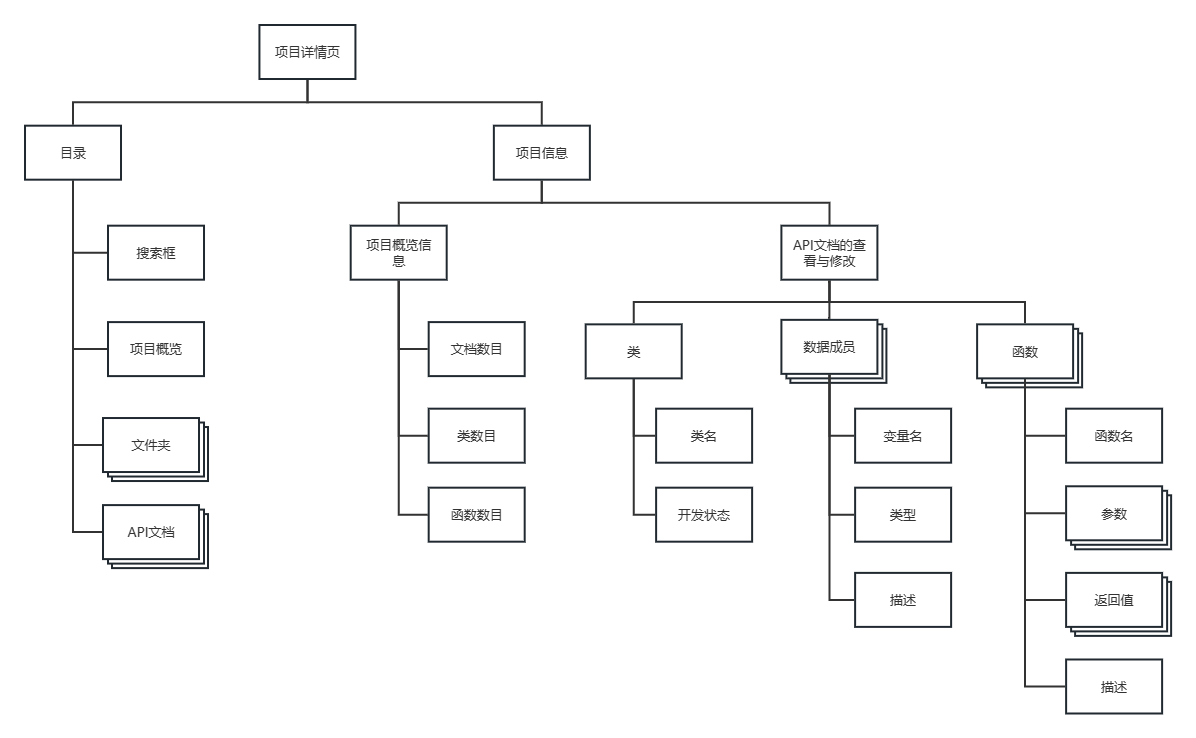 项目详情页
目录
项目信息
搜索框
项目概览信
息
API文档的查
看与修改
项目概览
文档数目
类
数据成员
函数
文件夹
类数目
类名
变量名
函数名
API文档
函数数目
开发状态
类型
参数
描述
返回值
描述